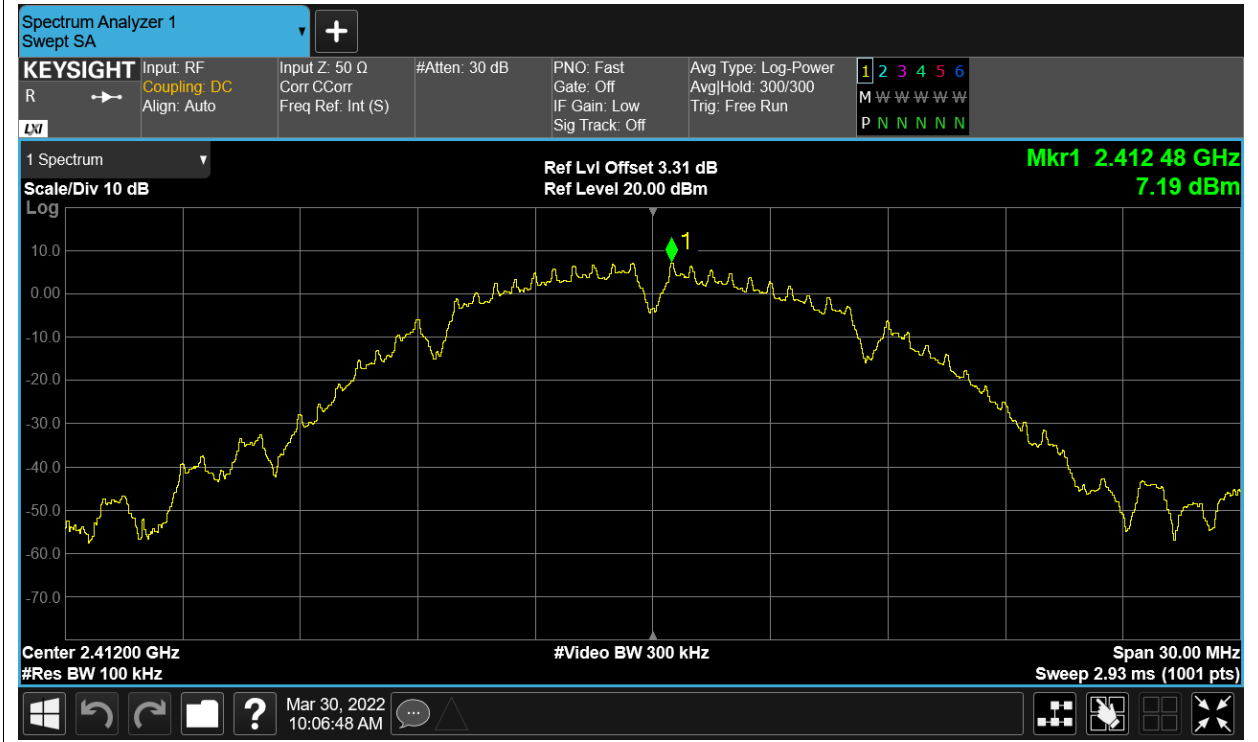 Spectrum Analyzer 1
Swept SA
KEYSIGHT
R
LXI
Input: RF
Coupling: DC
Align: Auto
Input Z: 50 Ω
Corr CCorr
Freq Ref: Int (S)
#Atten: 30 dB
PNO: Fast
Gate: Off
IF Gain: Low
Sig Track: Off
Avg Type: Log-Power
Avg|Hold: 300/300
Trig: Free Run
1 2 3 4 5 6
M W W W W W W
P N N N N N N
1 Spectrum
Scale/Div 10 dB
Log
Ref Lvl Offset 3.31 dB
Ref Level 20.00 dBm
Mkr1 2.412 48 GHz
7.19 dBm
1
10.0
0.00
-10.0
-20.0
-30.0
-40.0
-50.0
-60.0
-70.0
Center 2.41200 GHz
#Res BW 100 kHz
#Video BW 300 kHz
Span 30.00 MHz
Sweep 2.93 ms (1001 pts)
?
Mar 30, 2022
10:06:48 AM